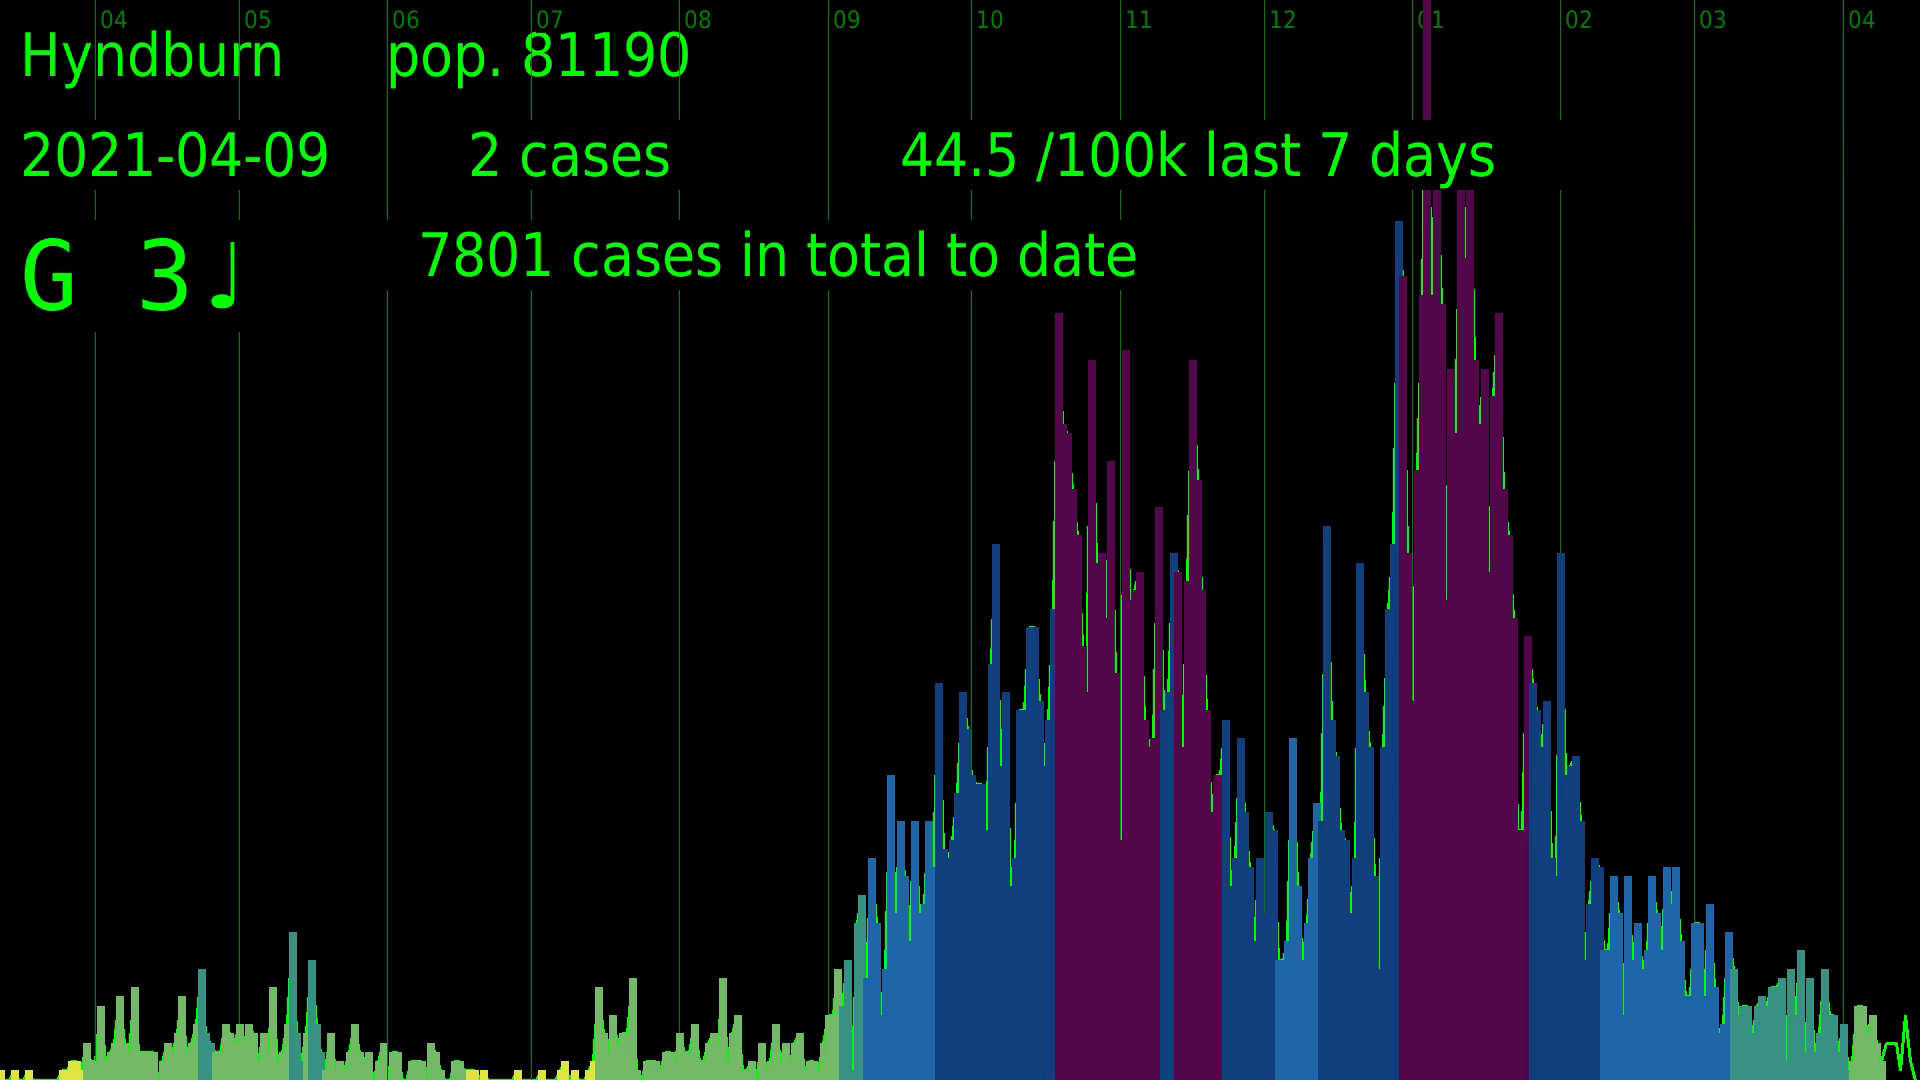 04 05 06 07 08 09 10 11 12 01 02 03 04
Hyndburn pop. 81190
2021-04-09 2 cases 44.5 /100k last 7 days
G 3♩ 7801 cases in total to date